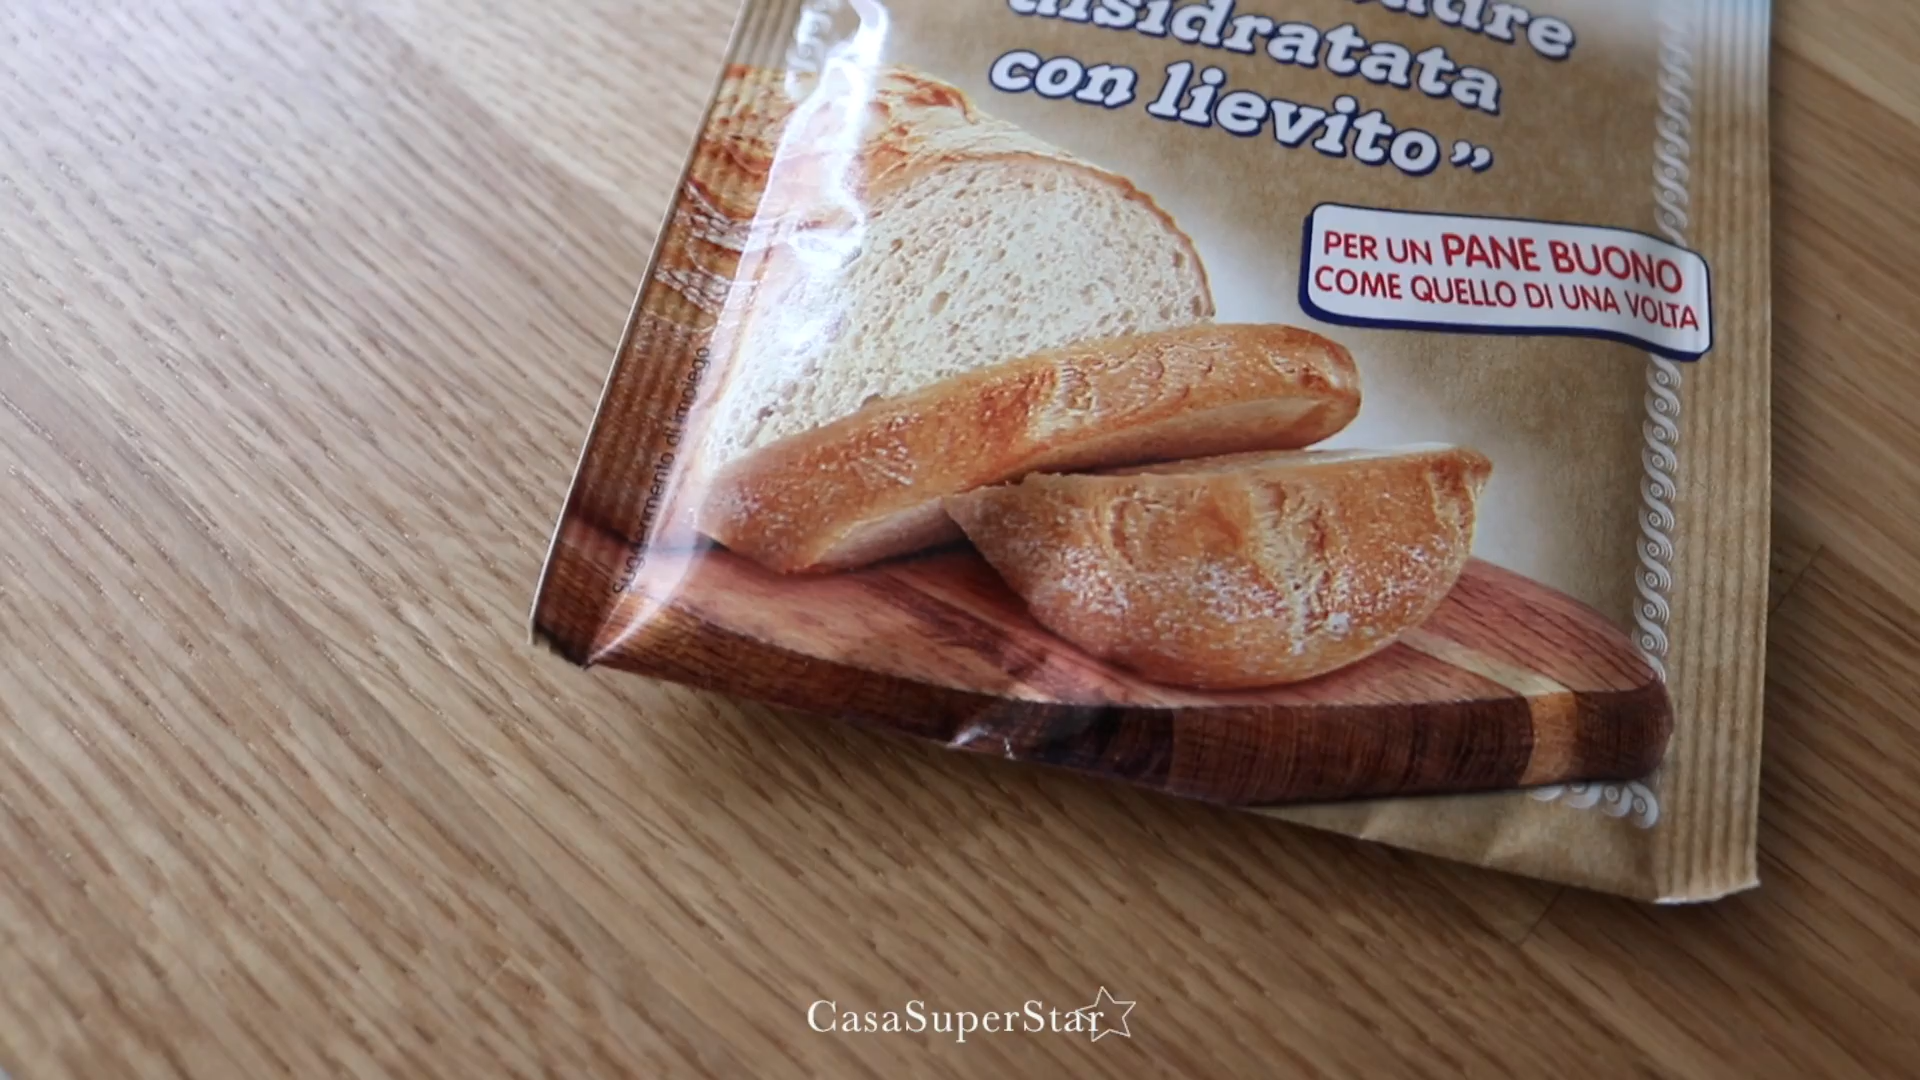 disidratata
con lievito”
PER UN PANE BUONO
COME QUELLO DI UNA VOLTA
Suggerimento di impiego
CasaSuperStar